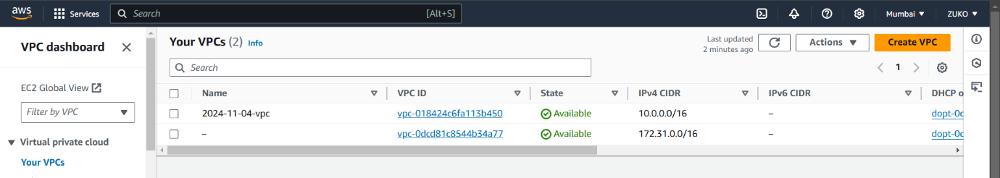 aws Services Search [Alt+S] Mumbai ZUKO
VPC dashboard
EC2 Global View
Filter by VPC
Virtual private cloud
Your VPCs
Your VPCs (2) Info
Last updated
2 minutes ago
Actions
Create VPC
Search
1
Name VPC ID State IPv4 CIDR IPv6 CIDR DHCP o
2024-11-04-vpc vpc-018424c6fa113b450 Available 10.0.0.0/16 – dopt-0c
– vpc-0dcd81c8544b34a77 Available 172.31.0.0/16 – dopt-0c